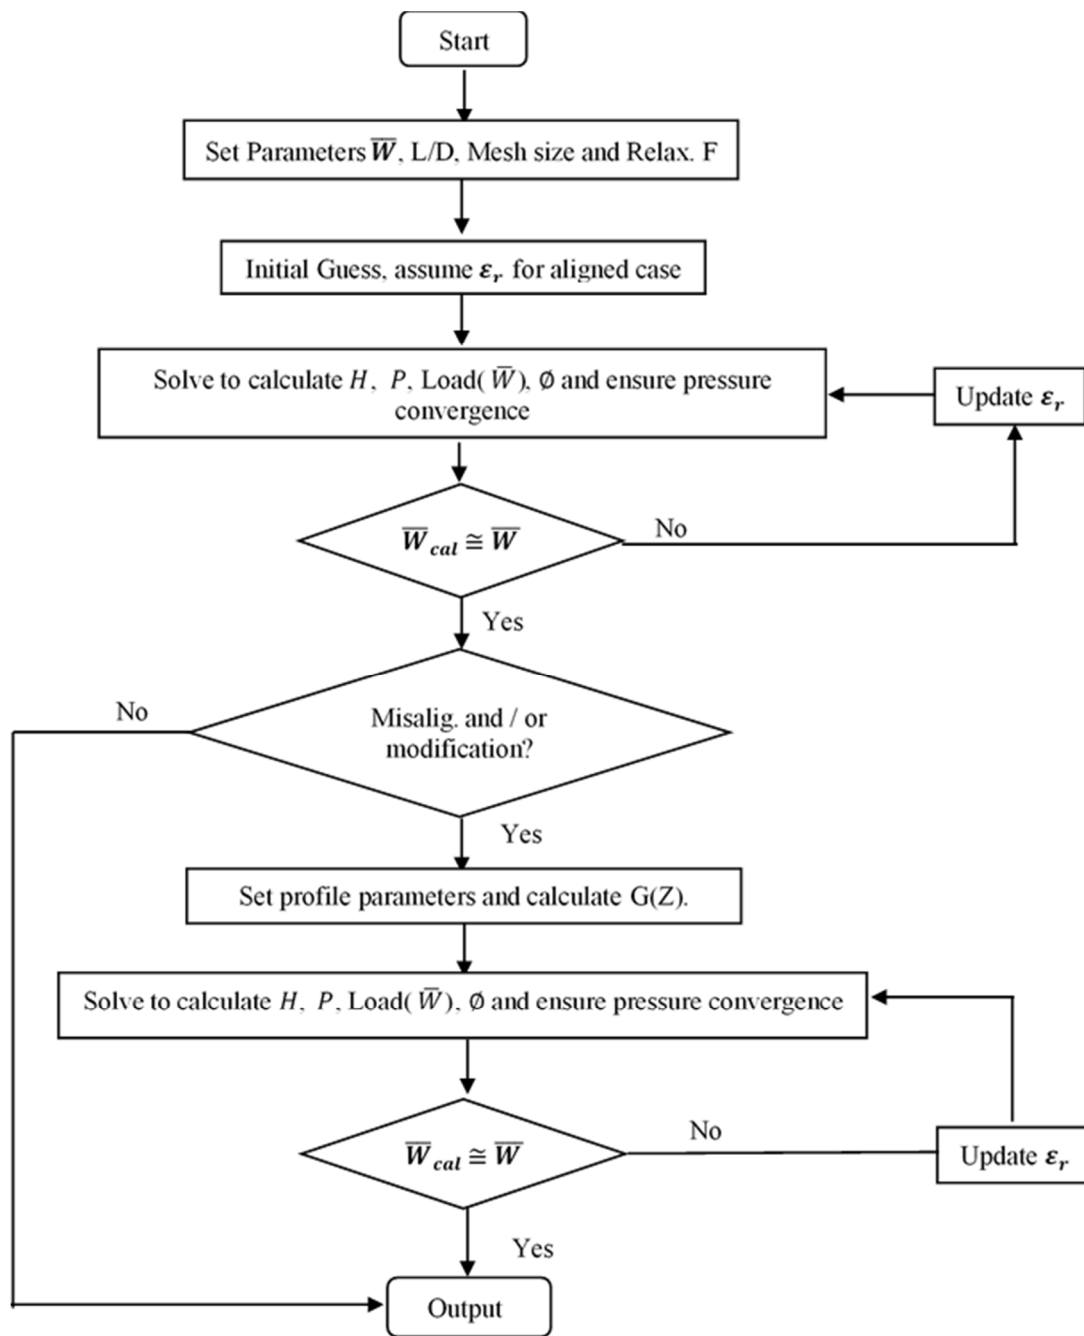 Start
Set Parameters W̅, L/D, Mesh size and Relax. F
Initial Guess, assume εᵣ for aligned case
Solve to calculate H, P, Load( W̅), Ø and ensure pressure
convergence
Update εᵣ
W̅cal ≅ W̅
No
Yes
No
Misalig. and / or
modification?
Yes
Set profile parameters and calculate G(Z).
Solve to calculate H, P, Load( W̅), Ø and ensure pressure convergence
W̅cal ≅ W̅
No
Update εᵣ
Yes
Output